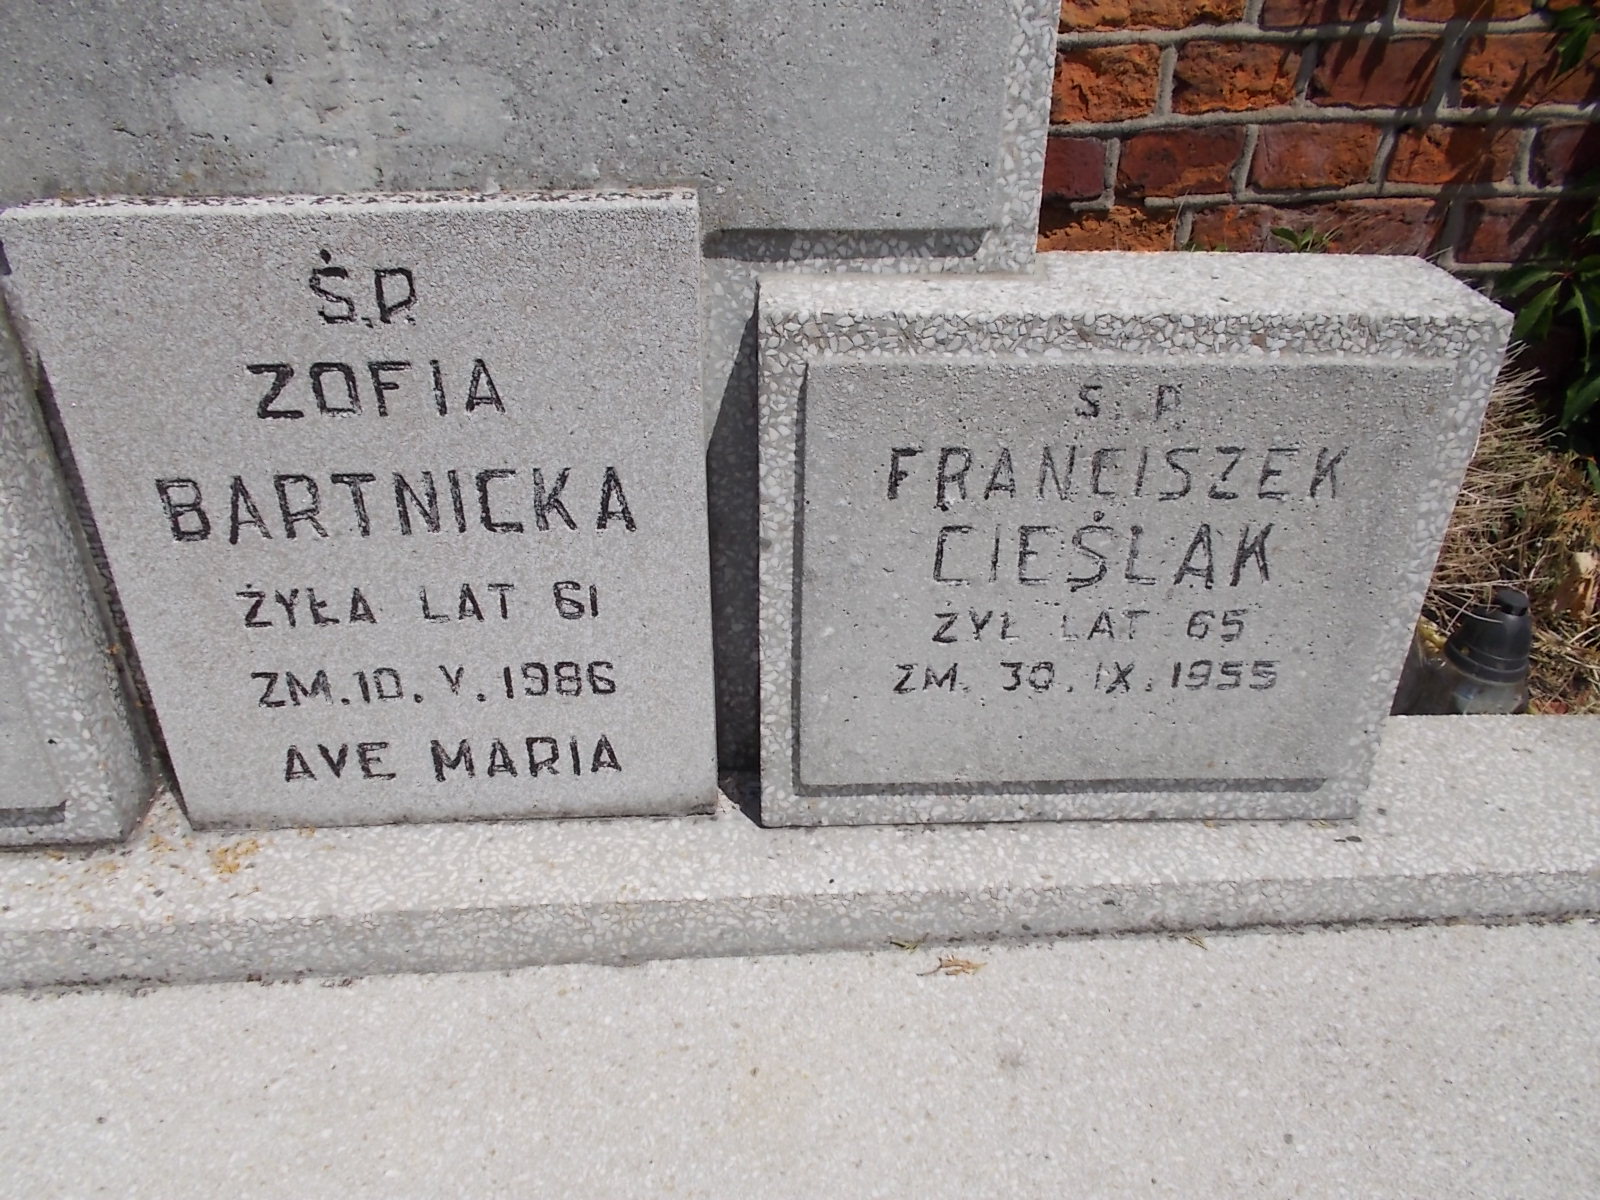 Ś.P.
ZOFIA
BARTNICKA
ŻYŁA LAT 61
ZM.10.V.1986
AVE MARIA
Ś.P.
FRANCISZEK
CIEŚLAK
ŻYŁ LAT 65
ZM. 30.IX.1955